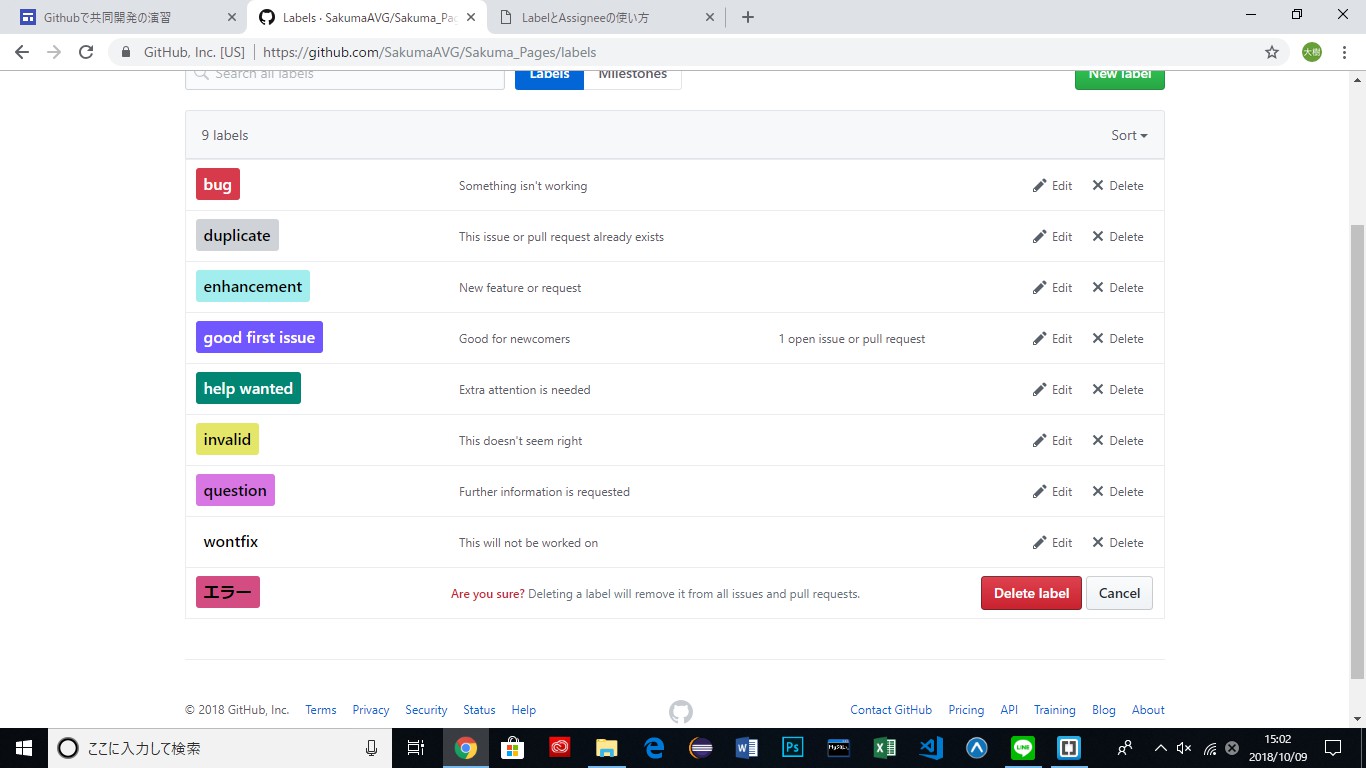 Githubで共同開発の演習
Labels · SakumaAVG/Sakuma_Pa
LabelとAssigneeの使い方
GitHub, Inc. [US] https://github.com/SakumaAVG/Sakuma_Pages/labels
大樹
Search all labels Labels Milestones New label
9 labels Sort
bug Something isn't working Edit Delete
duplicate This issue or pull request already exists Edit Delete
enhancement New feature or request Edit Delete
good first issue Good for newcomers 1 open issue or pull request Edit Delete
help wanted Extra attention is needed Edit Delete
invalid This doesn't seem right Edit Delete
question Further information is requested Edit Delete
wontfix This will not be worked on Edit Delete
エラー Are you sure? Deleting a label will remove it from all issues and pull requests. Delete label Cancel
© 2018 GitHub, Inc. Terms Privacy Security Status Help Contact GitHub Pricing API Training Blog About
ここに入力して検索
Ps
MySQL
LINE
15:02
2018/10/09